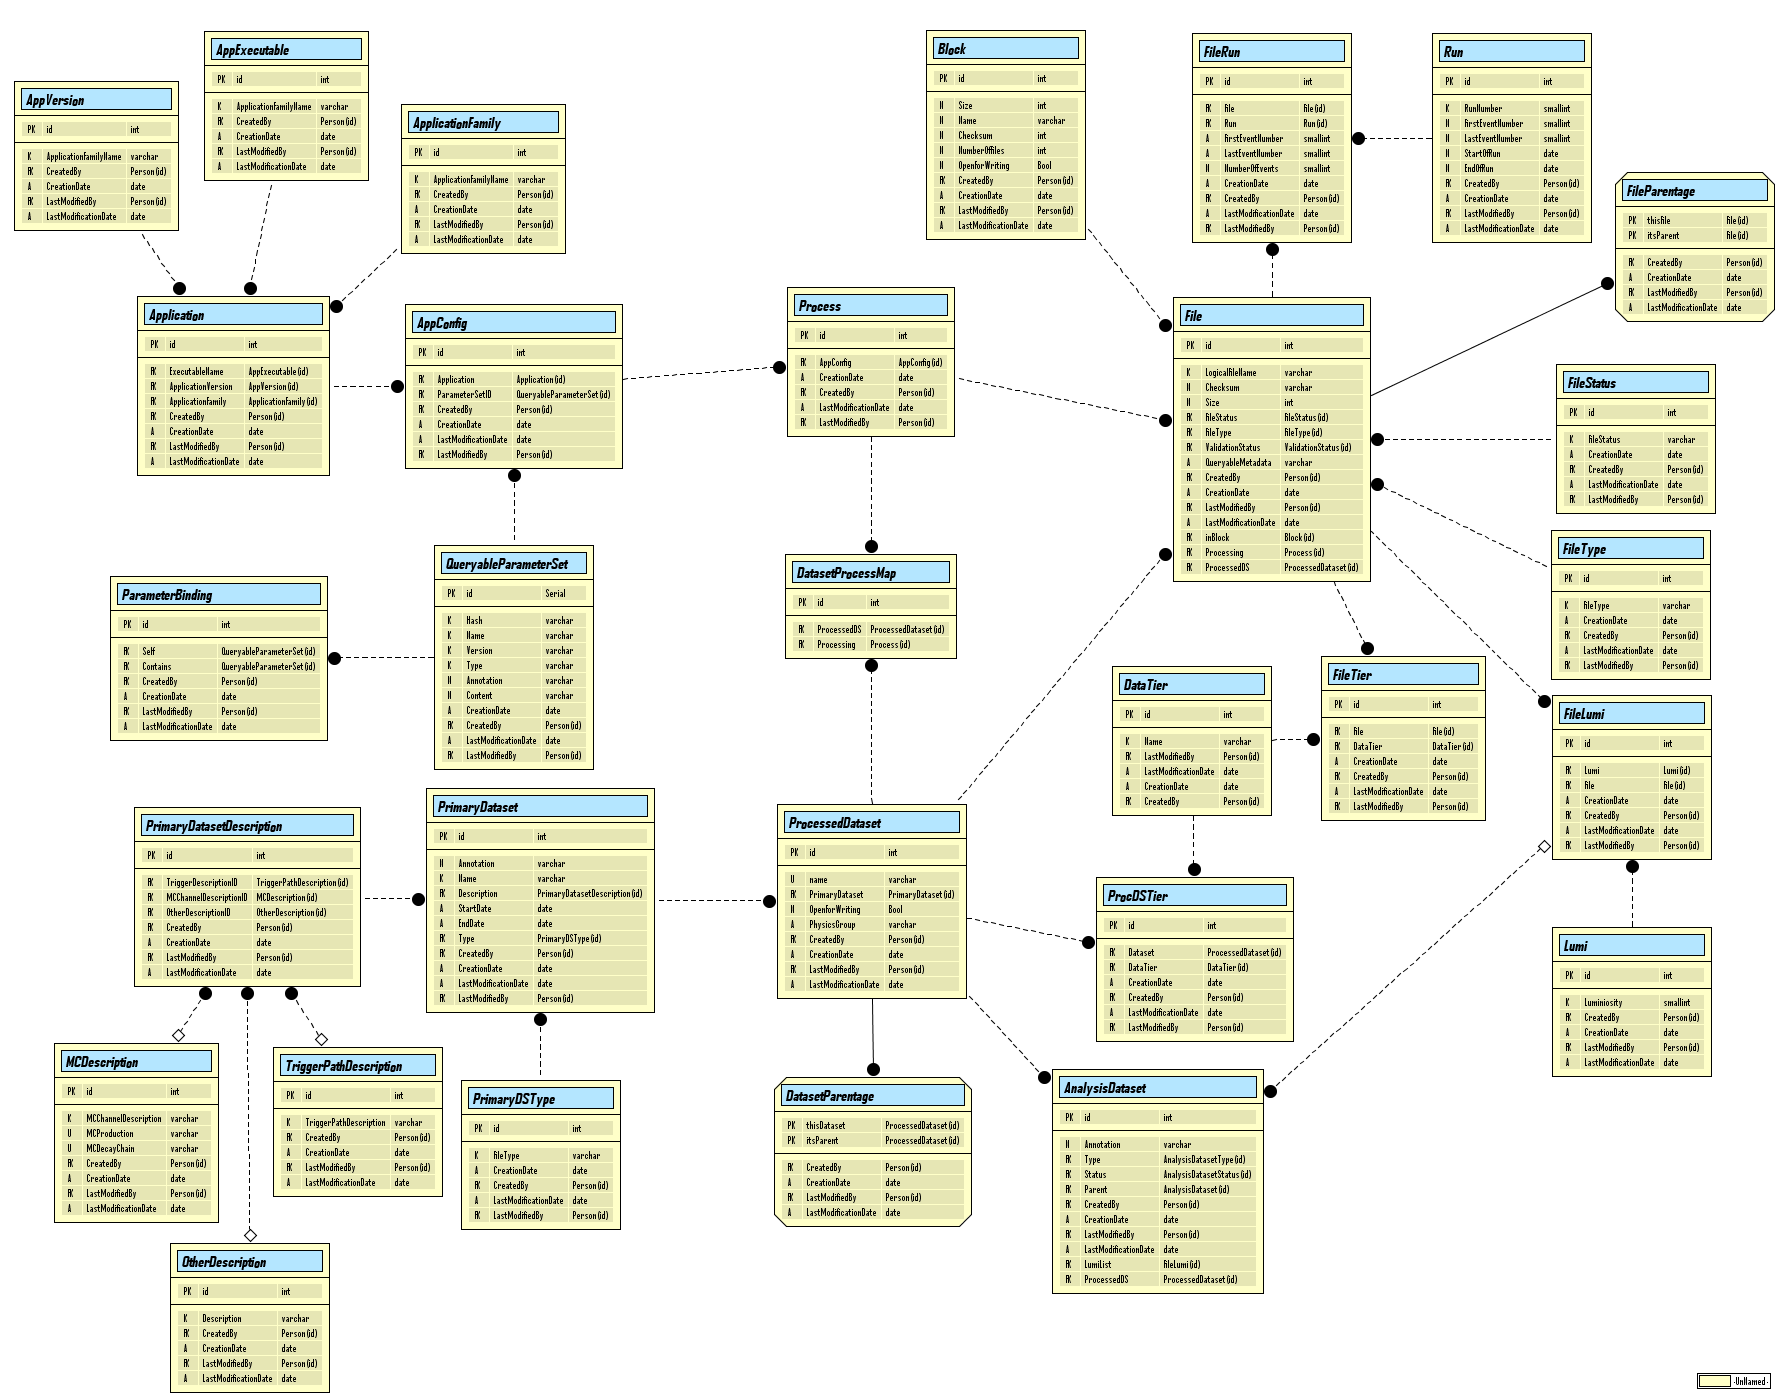 AppVersion
PK id int
K ApplicationFamilyName varchar
FK CreatedBy Person(id)
A CreationDate date
FK LastModifiedBy Person(id)
A LastModificationDate date
AppExecutable
PK id int
K ApplicationFamilyName varchar
FK CreatedBy Person(id)
A CreationDate date
FK LastModifiedBy Person(id)
A LastModificationDate date
ApplicationFamily
PK id int
K ApplicationFamilyName varchar
FK CreatedBy Person(id)
A CreationDate date
FK LastModifiedBy Person(id)
A LastModificationDate date
Block
PK id int
N Size int
N Name varchar
N Checksum int
N NumberOfFiles int
N OpenForWriting Bool
FK CreatedBy Person(id)
A CreationDate date
FK LastModifiedBy Person(id)
A LastModificationDate date
FileRun
PK id int
FK File File(id)
FK Run Run(id)
A FirstEventNumber smallint
A LastEventNumber smallint
N NumberOfEvents smallint
A CreationDate date
FK CreatedBy Person(id)
A LastModificationDate date
FK LastModifiedBy Person(id)
Run
PK id int
K RunNumber smallint
N FirstEventNumber smallint
N LastEventNumber smallint
N StartOfRun date
N EndOfRun date
FK CreatedBy Person(id)
A CreationDate date
FK LastModifiedBy Person(id)
A LastModificationDate date
FileParentage
PK thisFile File(id)
PK itsParent File(id)
FK CreatedBy Person(id)
A CreationDate date
FK LastModifiedBy Person(id)
A LastModificationDate date
Application
PK id int
FK ExecutableName AppExecutable(id)
FK ApplicationVersion AppVersion(id)
FK ApplicationFamily ApplicationFamily(id)
FK CreatedBy Person(id)
A CreationDate date
FK LastModifiedBy Person(id)
A LastModificationDate date
AppConfig
PK id int
FK Application Application(id)
FK ParameterSetID QueryableParameterSet(id)
FK CreatedBy Person(id)
A CreationDate date
A LastModificationDate date
FK LastModifiedBy Person(id)
Process
PK id int
FK AppConfig AppConfig(id)
A CreationDate date
FK CreatedBy Person(id)
A LastModificationDate date
FK LastModifiedBy Person(id)
File
PK id int
K LogicalFileName varchar
N Checksum varchar
N Size int
FK FileStatus FileStatus(id)
FK FileType FileType(id)
FK ValidationStatus ValidationStatus(id)
A QueryableMetadata varchar
FK CreatedBy Person(id)
A CreationDate date
FK LastModifiedBy Person(id)
A LastModificationDate date
FK inBlock Block(id)
FK Processing Process(id)
FK ProcessedDS ProcessedDataset(id)
FileStatus
PK id int
K FileStatus varchar
A CreationDate date
FK CreatedBy Person(id)
A LastModificationDate date
FK LastModifiedBy Person(id)
FileType
PK id int
K FileType varchar
A CreationDate date
FK CreatedBy Person(id)
A LastModificationDate date
FK LastModifiedBy Person(id)
ParameterBinding
PK id int
FK Self QueryableParameterSet(id)
FK Contains QueryableParameterSet(id)
FK CreatedBy Person(id)
A CreationDate date
FK LastModifiedBy Person(id)
A LastModificationDate date
QueryableParameterSet
PK id Serial
K Hash varchar
K Name varchar
K Version varchar
K Type varchar
N Annotation varchar
N Content varchar
A CreationDate date
FK CreatedBy Person(id)
A LastModificationDate date
FK LastModifiedBy Person(id)
DatasetProcessMap
PK id int
FK ProcessedDS ProcessedDataset(id)
FK Processing Process(id)
DataTier
PK id int
K Name varchar
FK LastModifiedBy Person(id)
A LastModificationDate date
A CreationDate date
FK CreatedBy Person(id)
FileTier
PK id int
FK File File(id)
FK DataTier DataTier(id)
A CreationDate date
FK CreatedBy Person(id)
A LastModificationDate date
FK LastModifiedBy Person(id)
FileLumi
PK id int
FK Lumi Lumi(id)
FK File File(id)
A CreationDate date
FK CreatedBy Person(id)
A LastModificationDate date
FK LastModifiedBy Person(id)
PrimaryDatasetDescription
PK id int
FK TriggerDescriptionID TriggerPathDescription(id)
FK MCChannelDescriptionID MCDescription(id)
FK OtherDescriptionID OtherDescription(id)
FK CreatedBy Person(id)
A CreationDate date
FK LastModifiedBy Person(id)
A LastModificationDate date
PrimaryDataset
PK id int
N Annotation varchar
K Name varchar
FK Description PrimaryDatasetDescription(id)
A StartDate date
A EndDate date
FK Type PrimaryDSType(id)
FK CreatedBy Person(id)
A CreationDate date
A LastModificationDate date
FK LastModifiedBy Person(id)
ProcessedDataset
PK id int
U name varchar
FK PrimaryDataset PrimaryDataset(id)
N OpenForWriting Bool
A PhysicsGroup varchar
FK CreatedBy Person(id)
A CreationDate date
FK LastModifiedBy Person(id)
A LastModificationDate date
ProcDSTier
PK id int
FK Dataset ProcessedDataset(id)
FK DataTier DataTier(id)
A CreationDate date
FK CreatedBy Person(id)
A LastModificationDate date
FK LastModifiedBy Person(id)
Lumi
PK id int
K Luminiosity smallint
FK CreatedBy Person(id)
A CreationDate date
FK LastModifiedBy Person(id)
A LastModificationDate date
MCDescription
PK id int
K MCChannelDescription varchar
U MCProduction varchar
U MCDecayChain varchar
FK CreatedBy Person(id)
A CreationDate date
FK LastModifiedBy Person(id)
A LastModificationDate date
TriggerPathDescription
PK id int
K TriggerPathDescription varchar
FK CreatedBy Person(id)
A CreationDate date
FK LastModifiedBy Person(id)
A LastModificationDate date
PrimaryDSType
PK id int
K FileType varchar
A CreationDate date
FK CreatedBy Person(id)
A LastModificationDate date
FK LastModifiedBy Person(id)
DatasetParentage
PK thisDataset ProcessedDataset(id)
PK itsParent ProcessedDataset(id)
FK CreatedBy Person(id)
A CreationDate date
FK LastModifiedBy Person(id)
A LastModificationDate date
AnalysisDataset
PK id int
N Annotation varchar
FK Type AnalysisDatasetType(id)
FK Status AnalysisDatasetStatus(id)
FK Parent AnalysisDataset(id)
FK CreatedBy Person(id)
A CreationDate date
FK LastModifiedBy Person(id)
A LastModificationDate date
FK LumiList FileLumi(id)
FK ProcessedDS ProcessedDataset(id)
OtherDescription
PK id int
K Description varchar
FK CreatedBy Person(id)
A CreationDate date
FK LastModifiedBy Person(id)
A LastModificationDate date
-UnNamed-